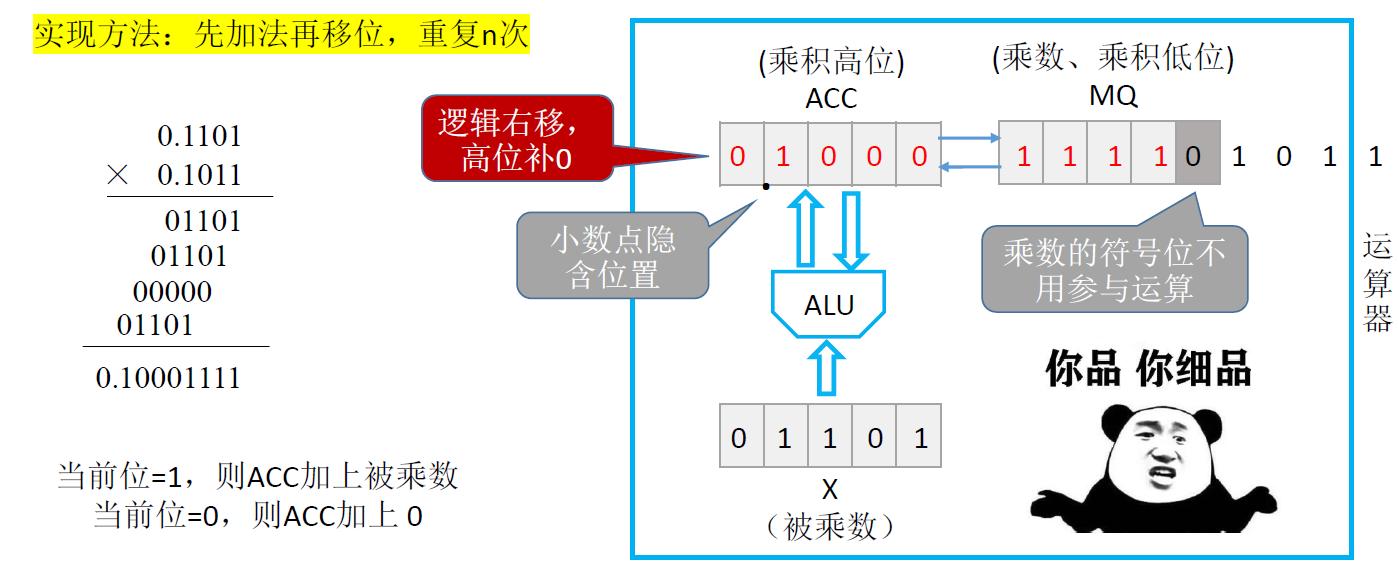 实现方法：先加法再移位，重复n次
0.1101
× 0.1011
01101
01101
00000
01101
0.10001111
当前位=1，则ACC加上被乘数
当前位=0，则ACC加上 0
(乘积高位)
ACC
(乘数、乘积低位)
MQ
逻辑右移，
高位补0
0 1 0 0 0
1 1 1 1 0 1 0 1 1
小数点隐
含位置
乘数的符号位不
用参与运算
ALU
运
算
器
0 1 1 0 1
X
（被乘数）
你品 你细品